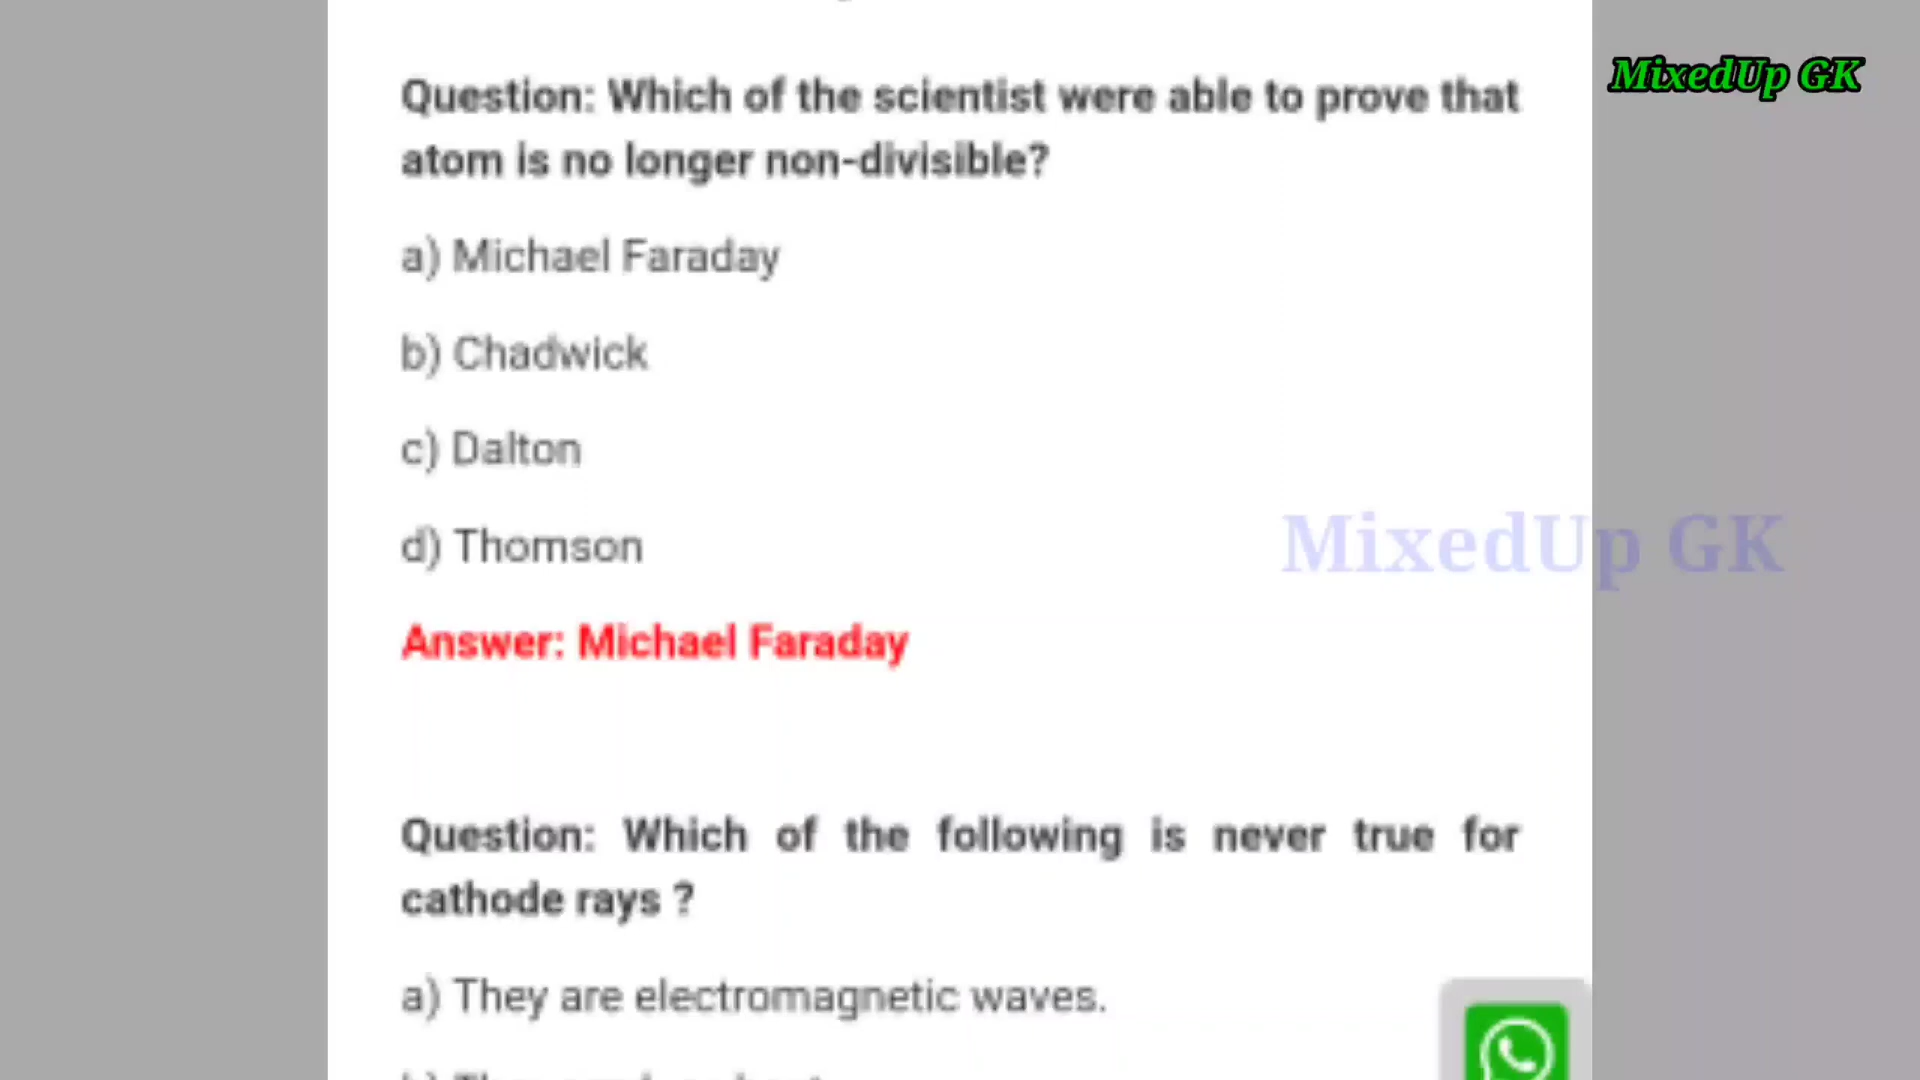 MixedUp GK
Question: Which of the scientist were able to prove that
atom is no longer non-divisible?
a) Michael Faraday
b) Chadwick
c) Dalton
d) Thomson
MixedUp GK
Answer: Michael Faraday
Question: Which of the following is never true for
cathode rays ?
a) They are electromagnetic waves.